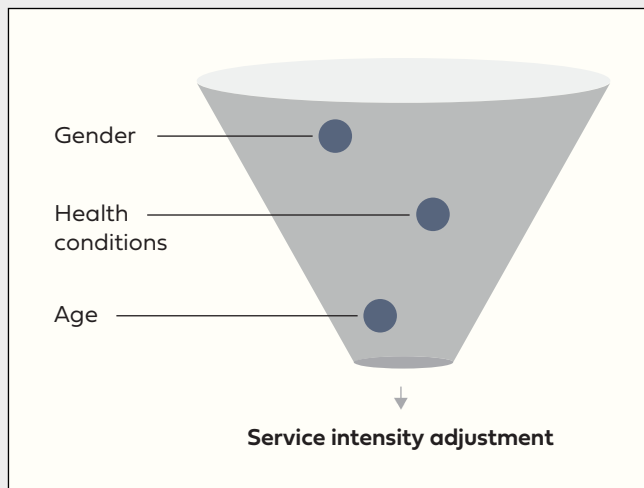 Gender
Health
conditions
Age
Service intensity adjustment